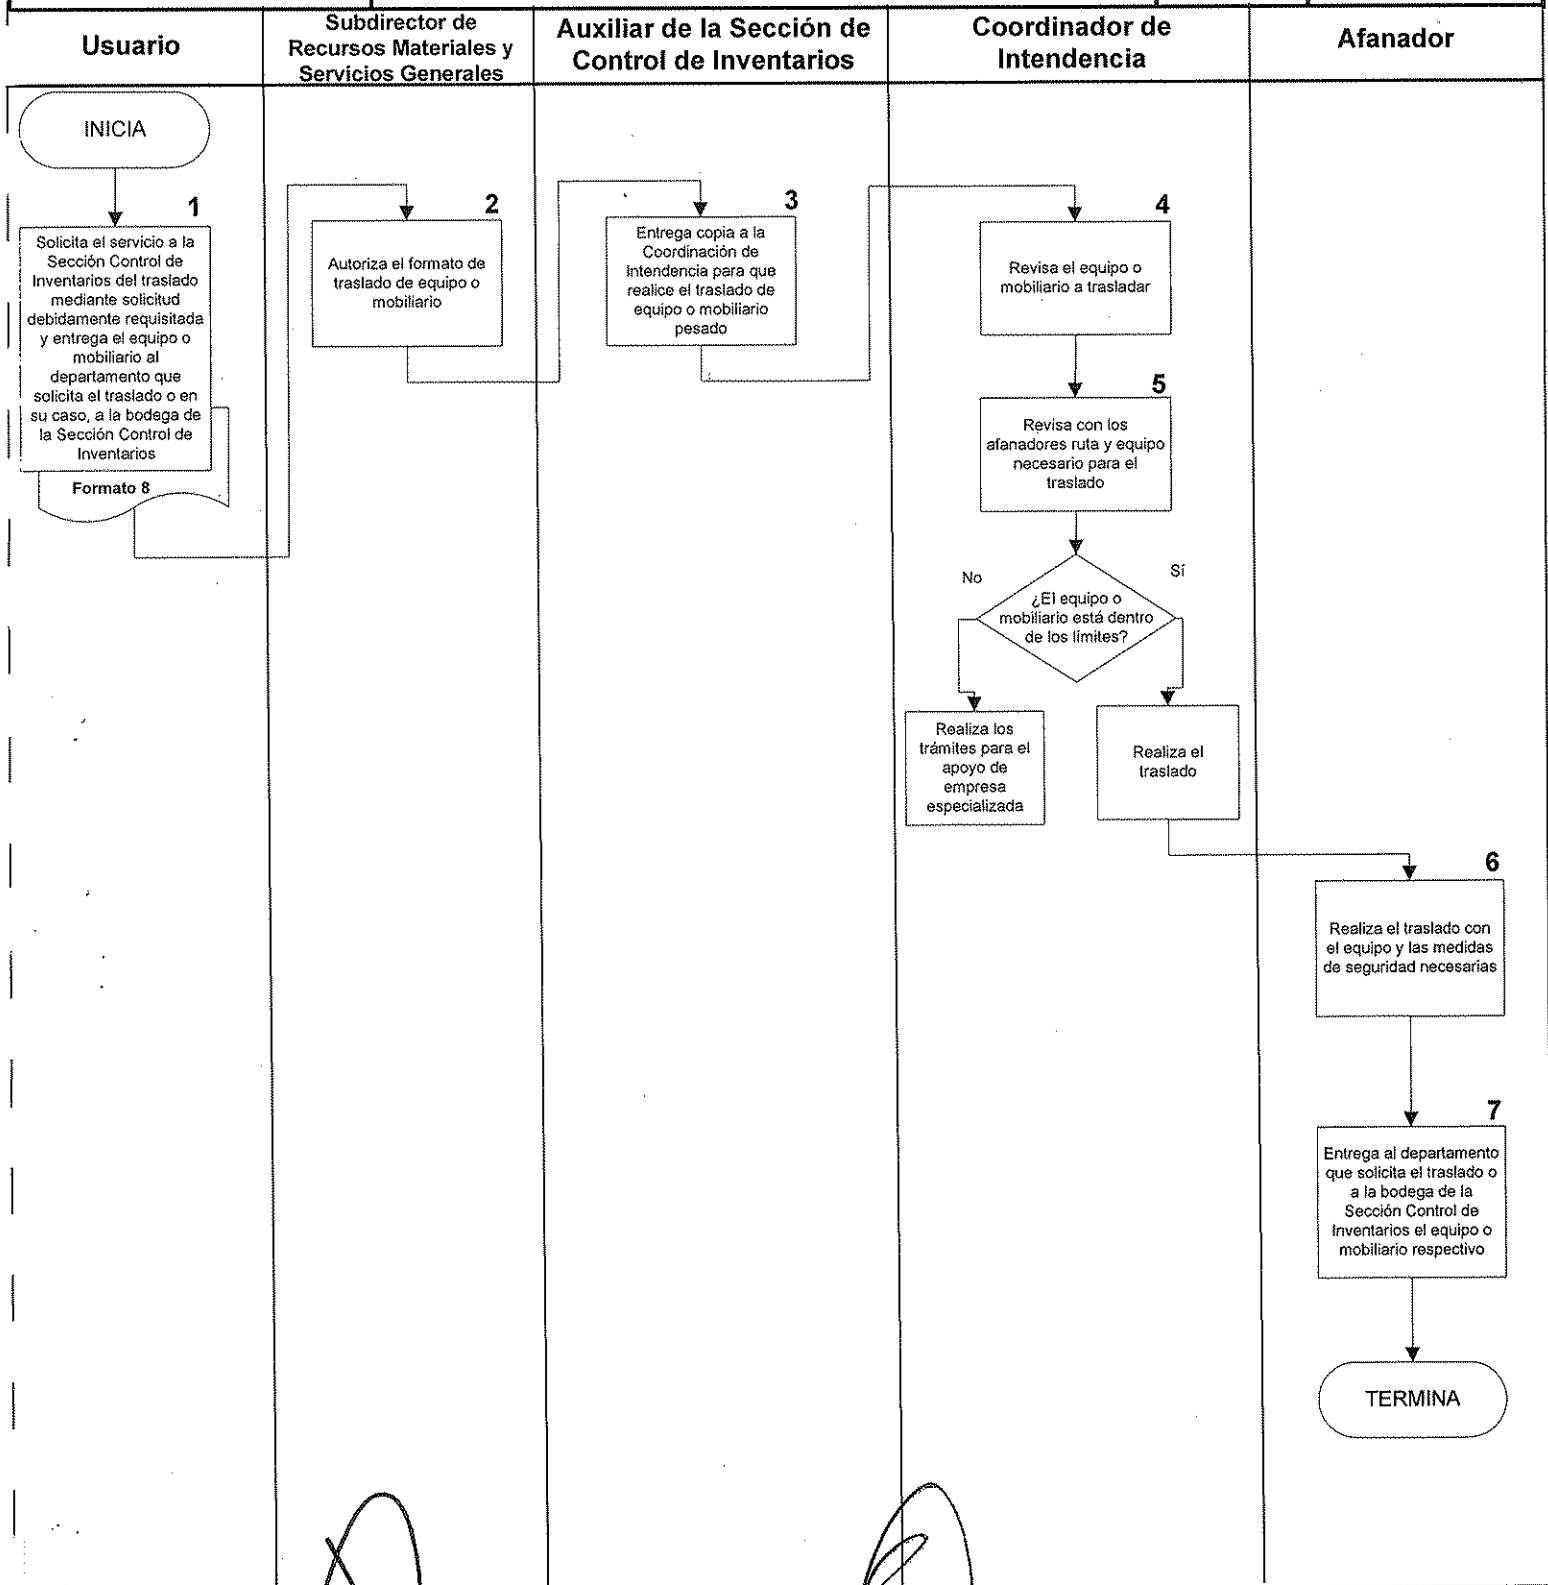 Usuario
Subdirector de
Recursos Materiales y
Servicios Generales
Auxiliar de la Sección de
Control de Inventarios
Coordinador de
Intendencia
Afanador
INICIA
1
Solicita el servicio a la
Sección Control de
Inventarios del traslado
mediante solicitud
debidamente requisitada
y entrega el equipo o
mobiliario al
departamento que
solicita el traslado o en
su caso, a la bodega de
la Sección Control de
Inventarios
Formato 8
2
Autoriza el formato de
traslado de equipo o
mobiliario
3
Entrega copia a la
Coordinación de
Intendencia para que
realice el traslado de
equipo o mobiliario
pesado
4
Revisa el equipo o
mobiliario a trasladar
5
Revisa con los
afanadores ruta y equipo
necesario para el
traslado
No
Sí
¿El equipo o
mobiliario está dentro
de los límites?
Realiza los
trámites para el
apoyo de
empresa
especializada
Realiza el
traslado
6
Realiza el traslado con
el equipo y las medidas
de seguridad necesarias
7
Entrega al departamento
que solicita el traslado o
a la bodega de la
Sección Control de
Inventarios el equipo o
mobiliario respectivo
TERMINA